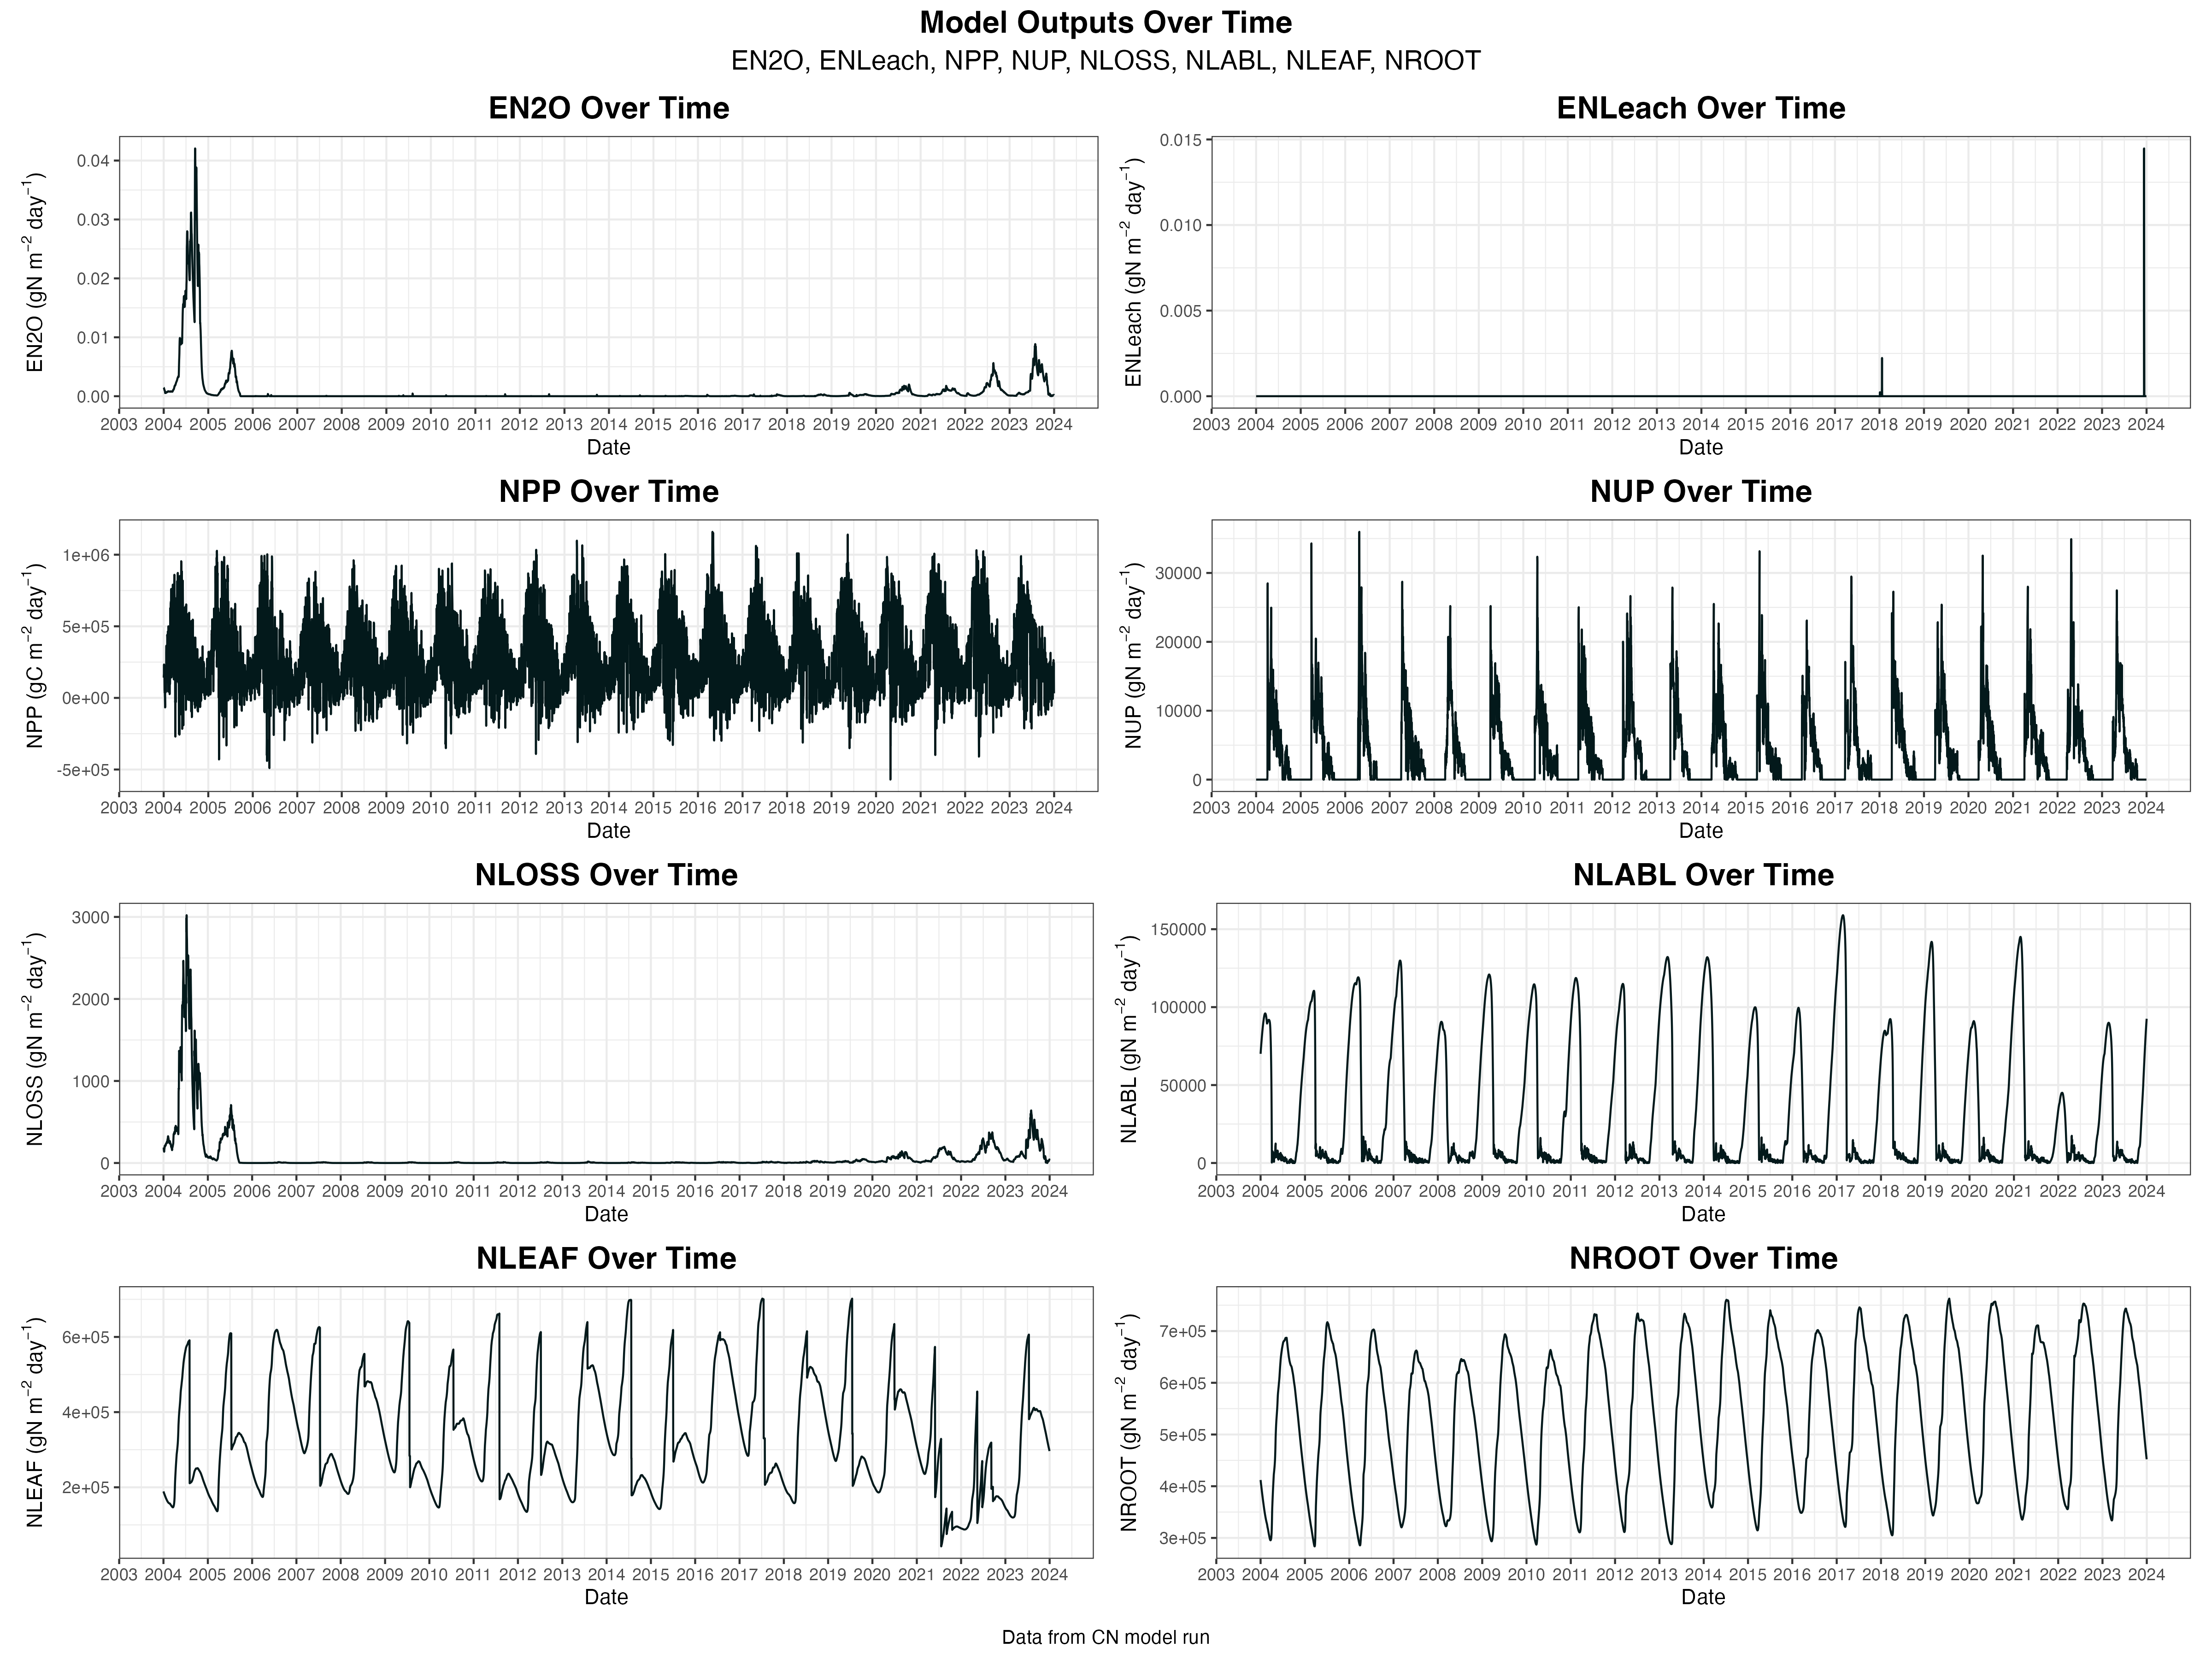 Model Outputs Over Time
EN2O, ENLeach, NPP, NUP, NLOSS, NLABL, NLEAF, NROOT
EN2O Over Time
EN2O (gN m⁻² day⁻¹)
0.04
0.03
0.02
0.01
0.00
2003 2004 2005 2006 2007 2008 2009 2010 2011 2012 2013 2014 2015 2016 2017 2018 2019 2020 2021 2022 2023 2024
Date
ENLeach Over Time
ENLeach (gN m⁻² day⁻¹)
0.015
0.010
0.005
0.000
2003 2004 2005 2006 2007 2008 2009 2010 2011 2012 2013 2014 2015 2016 2017 2018 2019 2020 2021 2022 2023 2024
Date
NPP Over Time
NPP (gC m⁻² day⁻¹)
1e+06
5e+05
0e+00
-5e+05
2003 2004 2005 2006 2007 2008 2009 2010 2011 2012 2013 2014 2015 2016 2017 2018 2019 2020 2021 2022 2023 2024
Date
NUP Over Time
NUP (gN m⁻² day⁻¹)
30000
20000
10000
0
2003 2004 2005 2006 2007 2008 2009 2010 2011 2012 2013 2014 2015 2016 2017 2018 2019 2020 2021 2022 2023 2024
Date
NLOSS Over Time
NLOSS (gN m⁻² day⁻¹)
3000
2000
1000
0
2003 2004 2005 2006 2007 2008 2009 2010 2011 2012 2013 2014 2015 2016 2017 2018 2019 2020 2021 2022 2023 2024
Date
NLABL Over Time
NLABL (gN m⁻² day⁻¹)
150000
100000
50000
0
2003 2004 2005 2006 2007 2008 2009 2010 2011 2012 2013 2014 2015 2016 2017 2018 2019 2020 2021 2022 2023 2024
Date
NLEAF Over Time
NLEAF (gN m⁻² day⁻¹)
6e+05
4e+05
2e+05
2003 2004 2005 2006 2007 2008 2009 2010 2011 2012 2013 2014 2015 2016 2017 2018 2019 2020 2021 2022 2023 2024
Date
NROOT Over Time
NROOT (gN m⁻² day⁻¹)
7e+05
6e+05
5e+05
4e+05
3e+05
2003 2004 2005 2006 2007 2008 2009 2010 2011 2012 2013 2014 2015 2016 2017 2018 2019 2020 2021 2022 2023 2024
Date
Data from CN model run